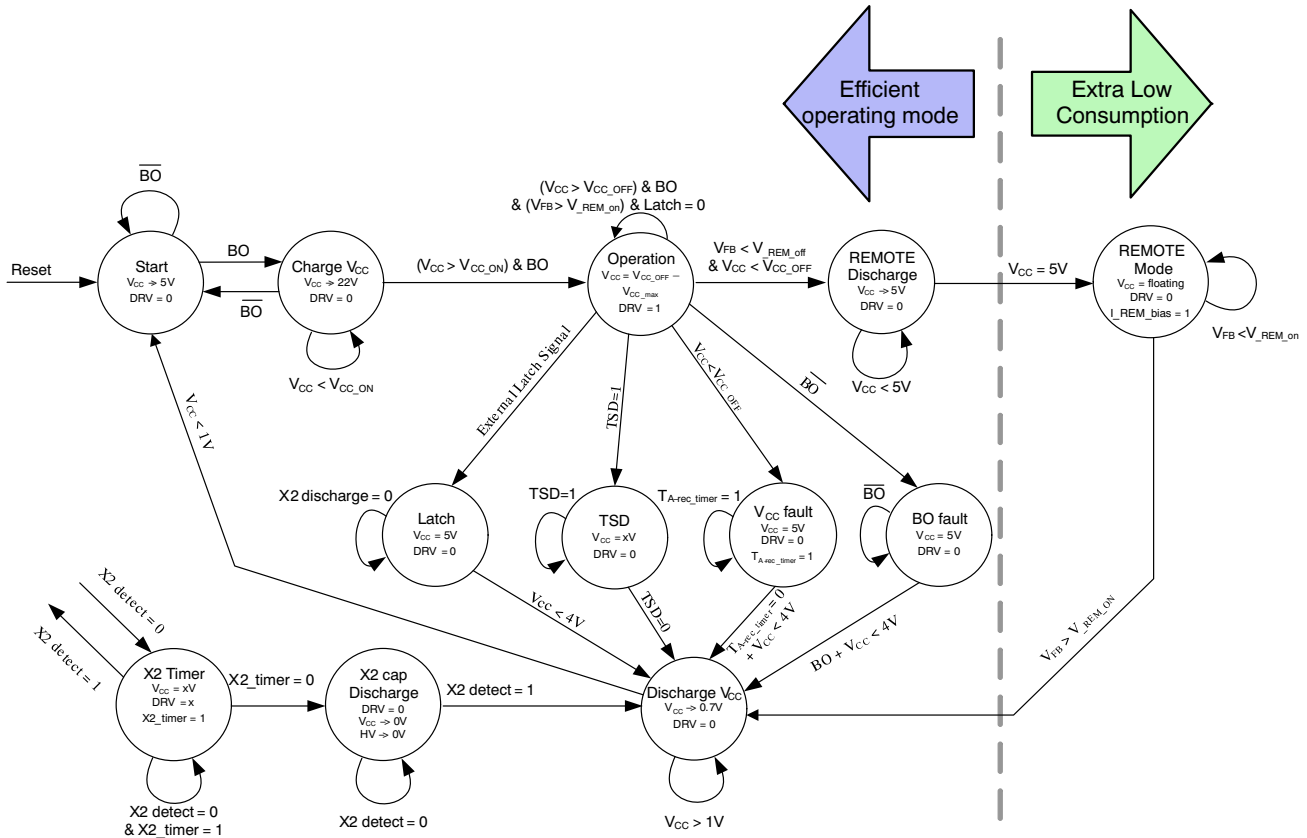 Efficient
operating mode
Extra Low
Consumption
BO
(VCC > VCC_OFF) & BO
& (VFB > V_REM_on) & Latch = 0
Reset
Start
VCC → 5V
DRV = 0
BO
BO
Charge VCC
VCC → 22V
DRV = 0
VCC < VCC_ON
(VCC > VCC_ON) & BO
Operation
VCC = VCC_OFF –
VCC_max
DRV = 1
VFB < V_REM_off
& VCC < VCC_OFF
REMOTE
Discharge
VCC → 5V
DRV = 0
VCC < 5V
VCC = 5V
REMOTE
Mode
VCC = floating
DRV = 0
I_REM_bias = 1
VFB < V_REM_on
VCC < 1V
External Latch Signal
TSD=1
VCC < VCC_OFF
BO
X2 discharge = 0
Latch
VCC = 5V
DRV = 0
TSD=1
TSD
VCC = xV
DRV = 0
TA-rec_timer = 1
VCC fault
VCC = 5V
DRV = 0
TA-rec_timer = 1
BO
BO fault
VCC = 5V
DRV = 0
VCC < 4V
TSD=0
TA-rec_timer = 0
+ VCC < 4V
BO + VCC < 4V
VFB > V_REM_ON
X2 detect = 0
X2 detect = 1
X2 Timer
VCC = xV
DRV = x
X2_timer = 1
X2_timer = 0
X2 cap
Discharge
DRV = 0
VCC → 0V
HV → 0V
X2 detect = 1
Discharge VCC
VCC → 0.7V
DRV = 0
X2 detect = 0
& X2_timer = 1
X2 detect = 0
VCC > 1V